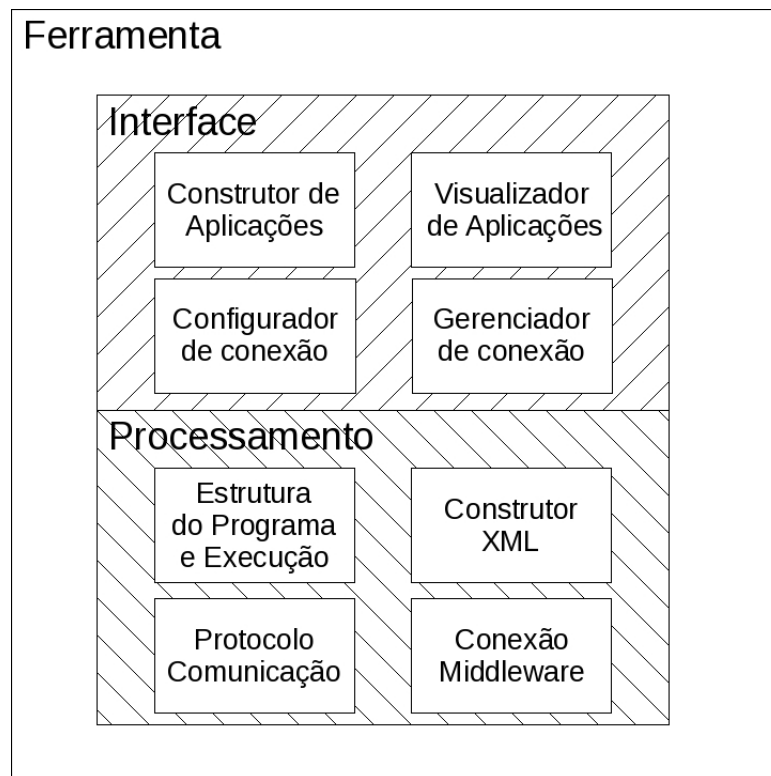 Ferramenta
Interface
Construtor de
Aplicações
Visualizador
de Aplicações
Configurador
de conexão
Gerenciador
de conexão
Processamento
Estrutura
do Programa
e Execução
Construtor
XML
Protocolo
Comunicação
Conexão
Middleware